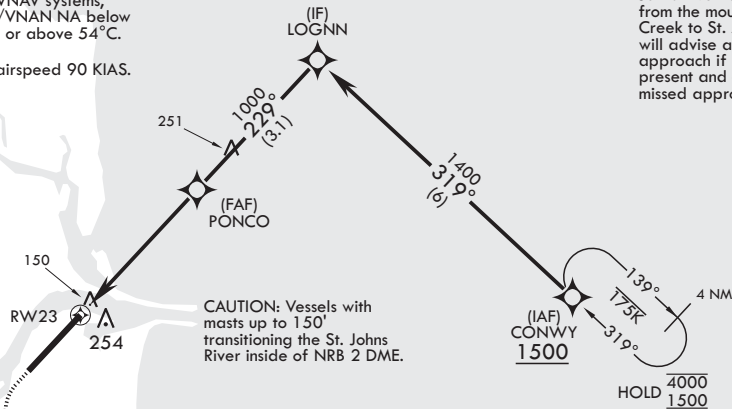 VNAV systems,
/VNAN NA below
or above 54°C.
airspeed 90 KIAS.
(IF)
LOGNN
from the mou
Creek to St.
will advise a
approach if
present and
missed appro
1000
229°
(3.1)
251
1400
319°
(6)
(FAF)
PONCO
150
RW23
254
CAUTION: Vessels with
masts up to 150'
transitioning the St. Johns
River inside of NRB 2 DME.
(IAF)
CONWY
1500
139°
175K
319°
4 NM
HOLD 4000
1500